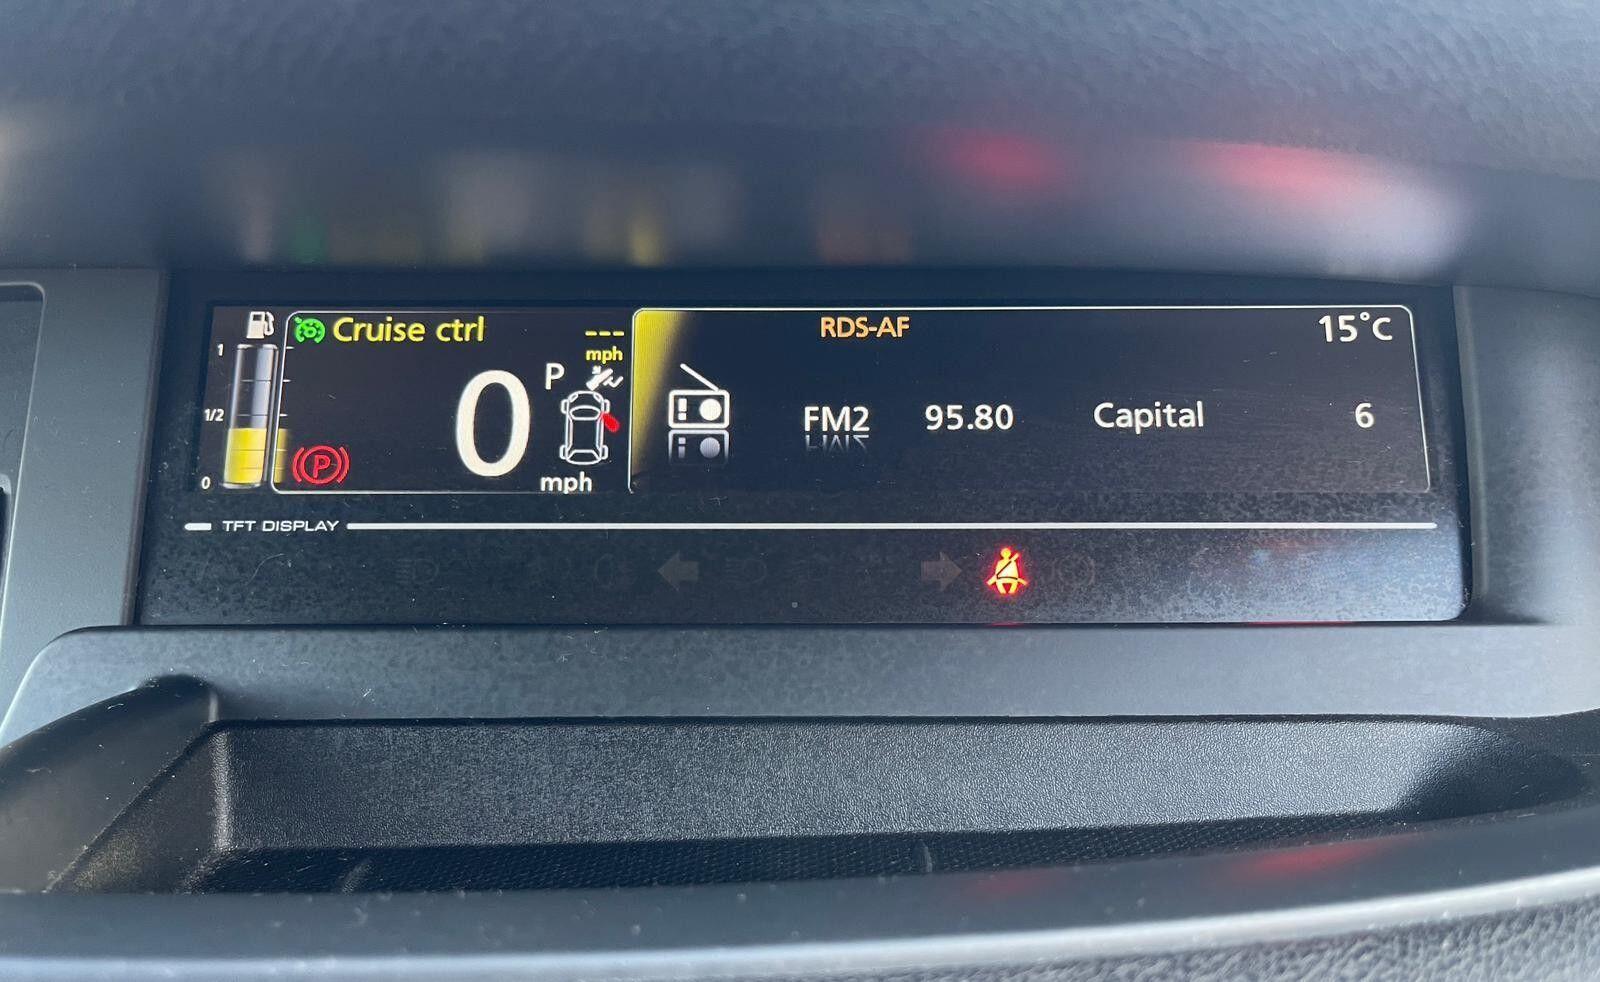 Cruise ctrl
---
mph
RDS-AF
15°C
1
1/2
0
P
0
mph
P
FM2 95.80 Capital 6
TFT DISPLAY